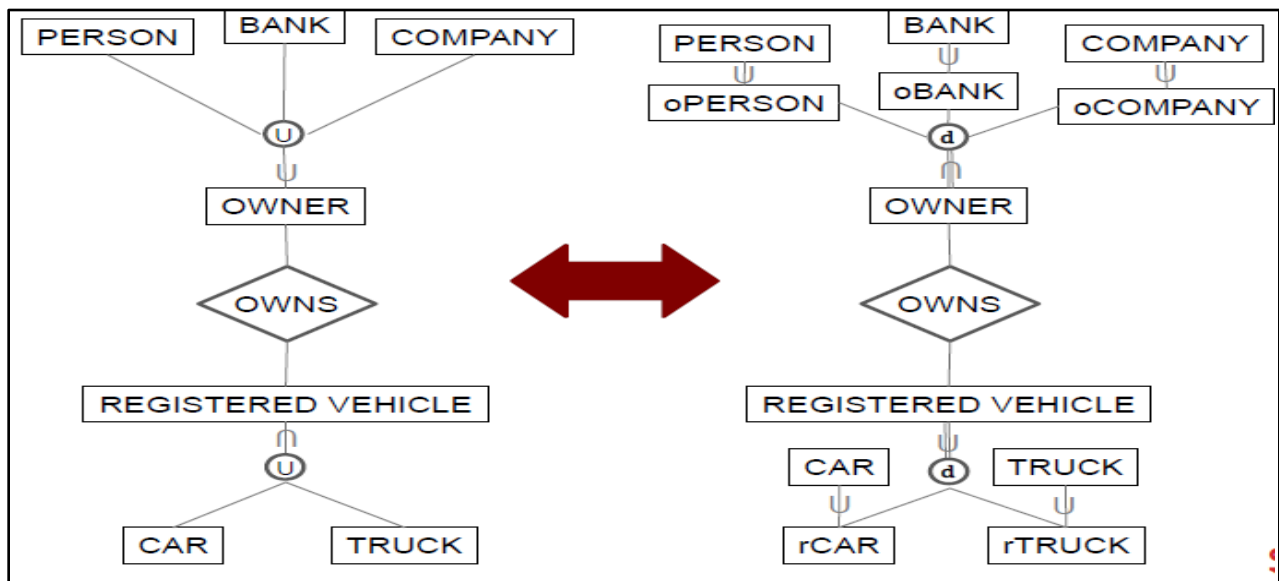 PERSON
BANK
COMPANY
U
U
OWNER
OWNS
REGISTERED VEHICLE
U
U
CAR
TRUCK
PERSON
BANK
COMPANY
U
U
U
oPERSON
oBANK
oCOMPANY
d
U
OWNER
OWNS
REGISTERED VEHICLE
U
CAR
d
TRUCK
U
U
rCAR
rTRUCK